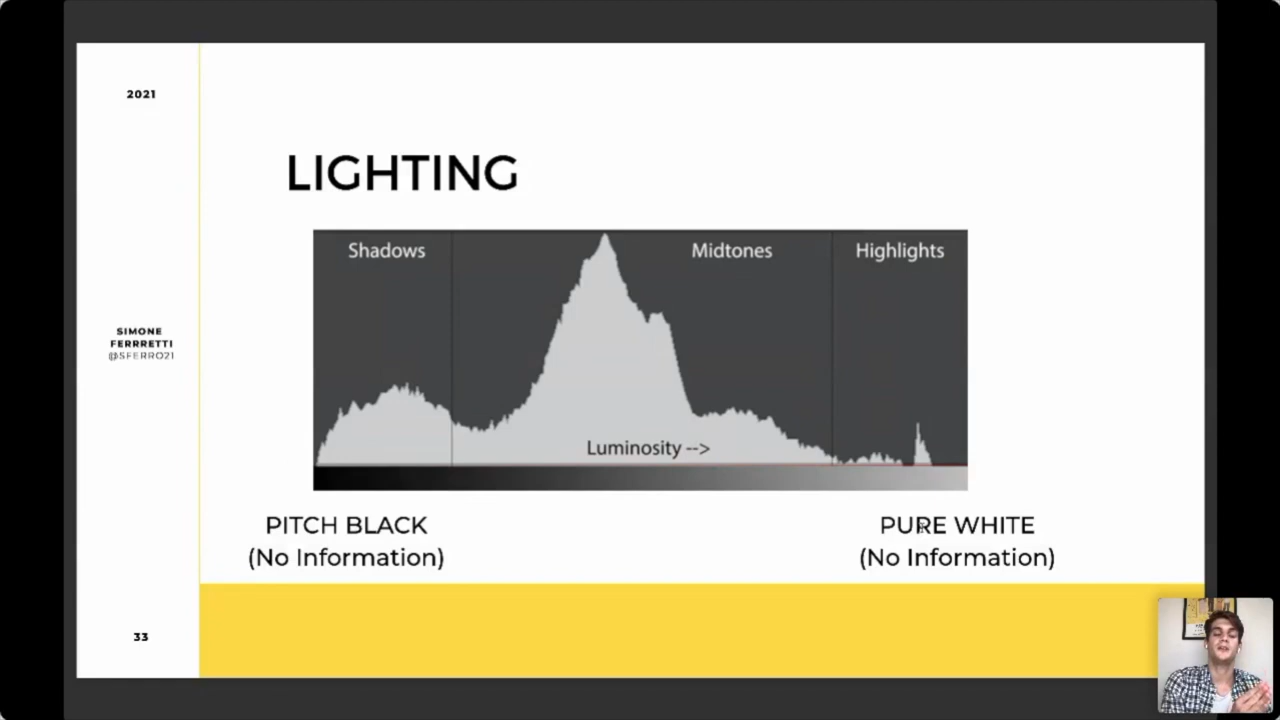 2021
LIGHTING
Shadows
Midtones
Highlights
SIMONE
FERRRETTI
@SFERRO21
Luminosity -->
PITCH BLACK
(No Information)
PURE WHITE
(No Information)
33